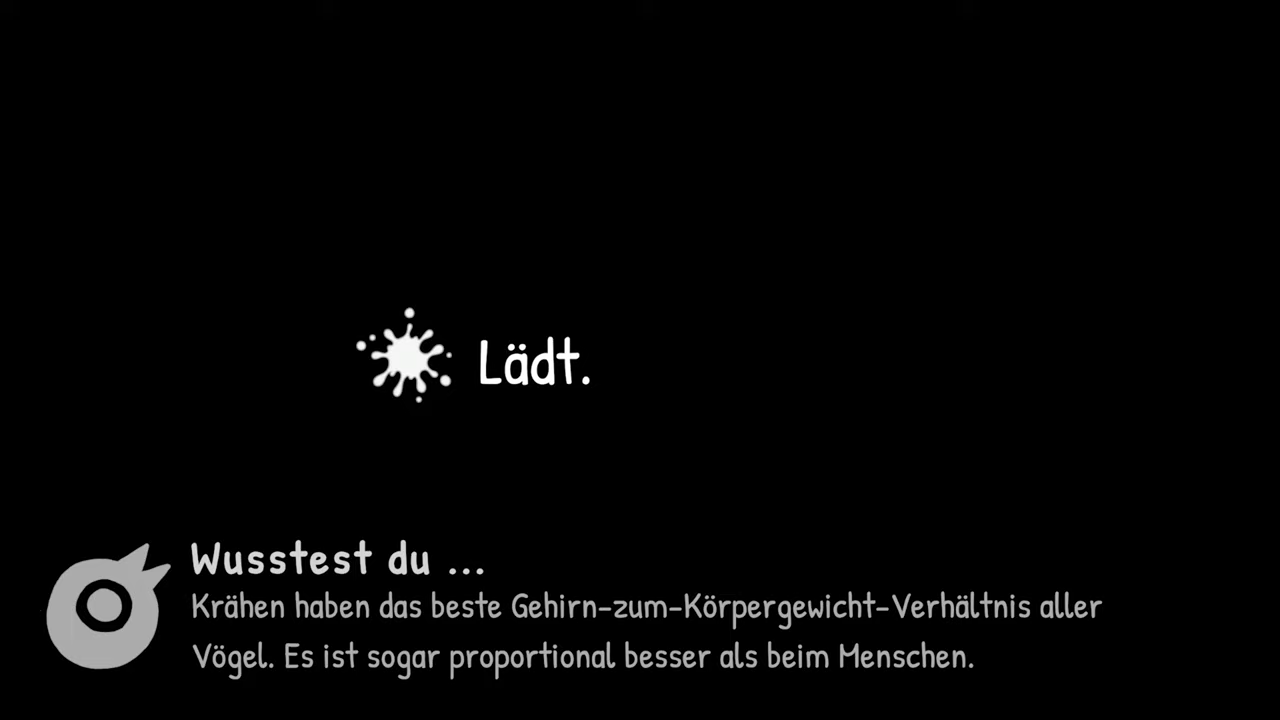 Lädt.
Wusstest du ...
Krähen haben das beste Gehirn-zum-Körpergewicht-Verhältnis aller
Vögel. Es ist sogar proportional besser als beim Menschen.